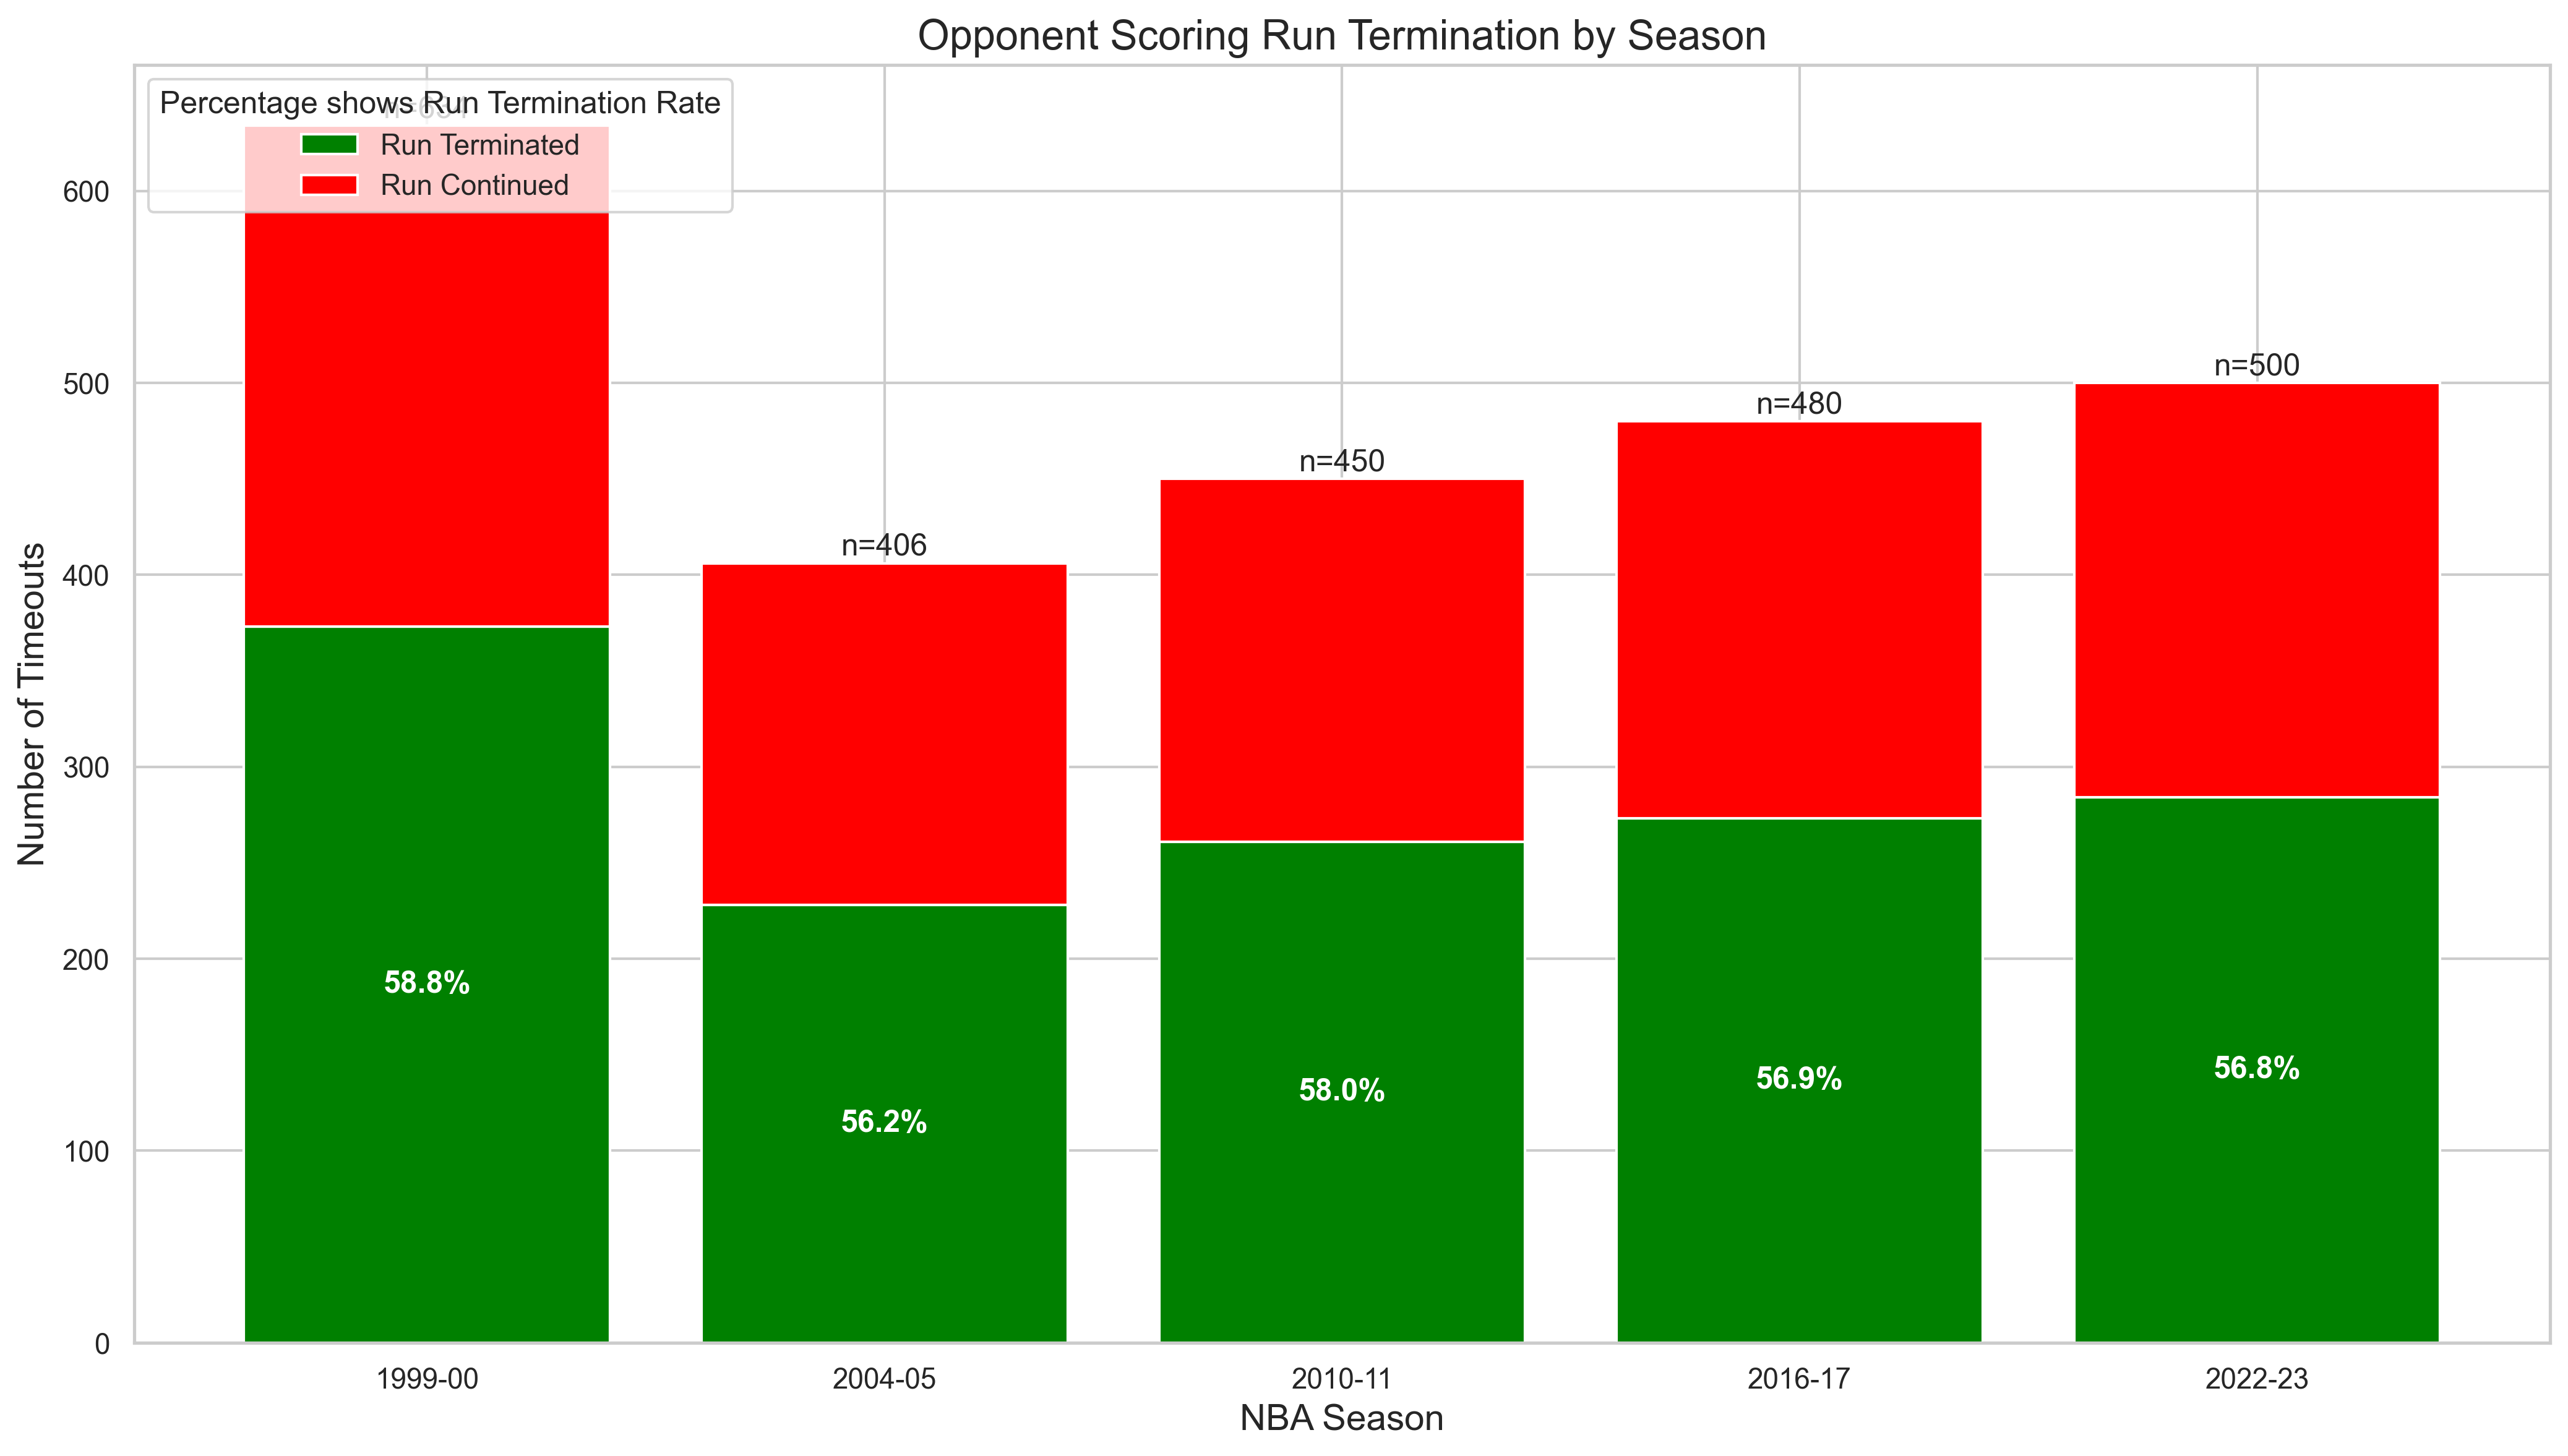 Opponent Scoring Run Termination by Season
Percentage shows Run Termination Rate
n=634
Run Terminated
Run Continued
600
500
400
300
200
100
0
Number of Timeouts
n=406
n=450
n=480
n=500
58.8%
56.2%
58.0%
56.9%
56.8%
1999-00
2004-05
2010-11
2016-17
2022-23
NBA Season